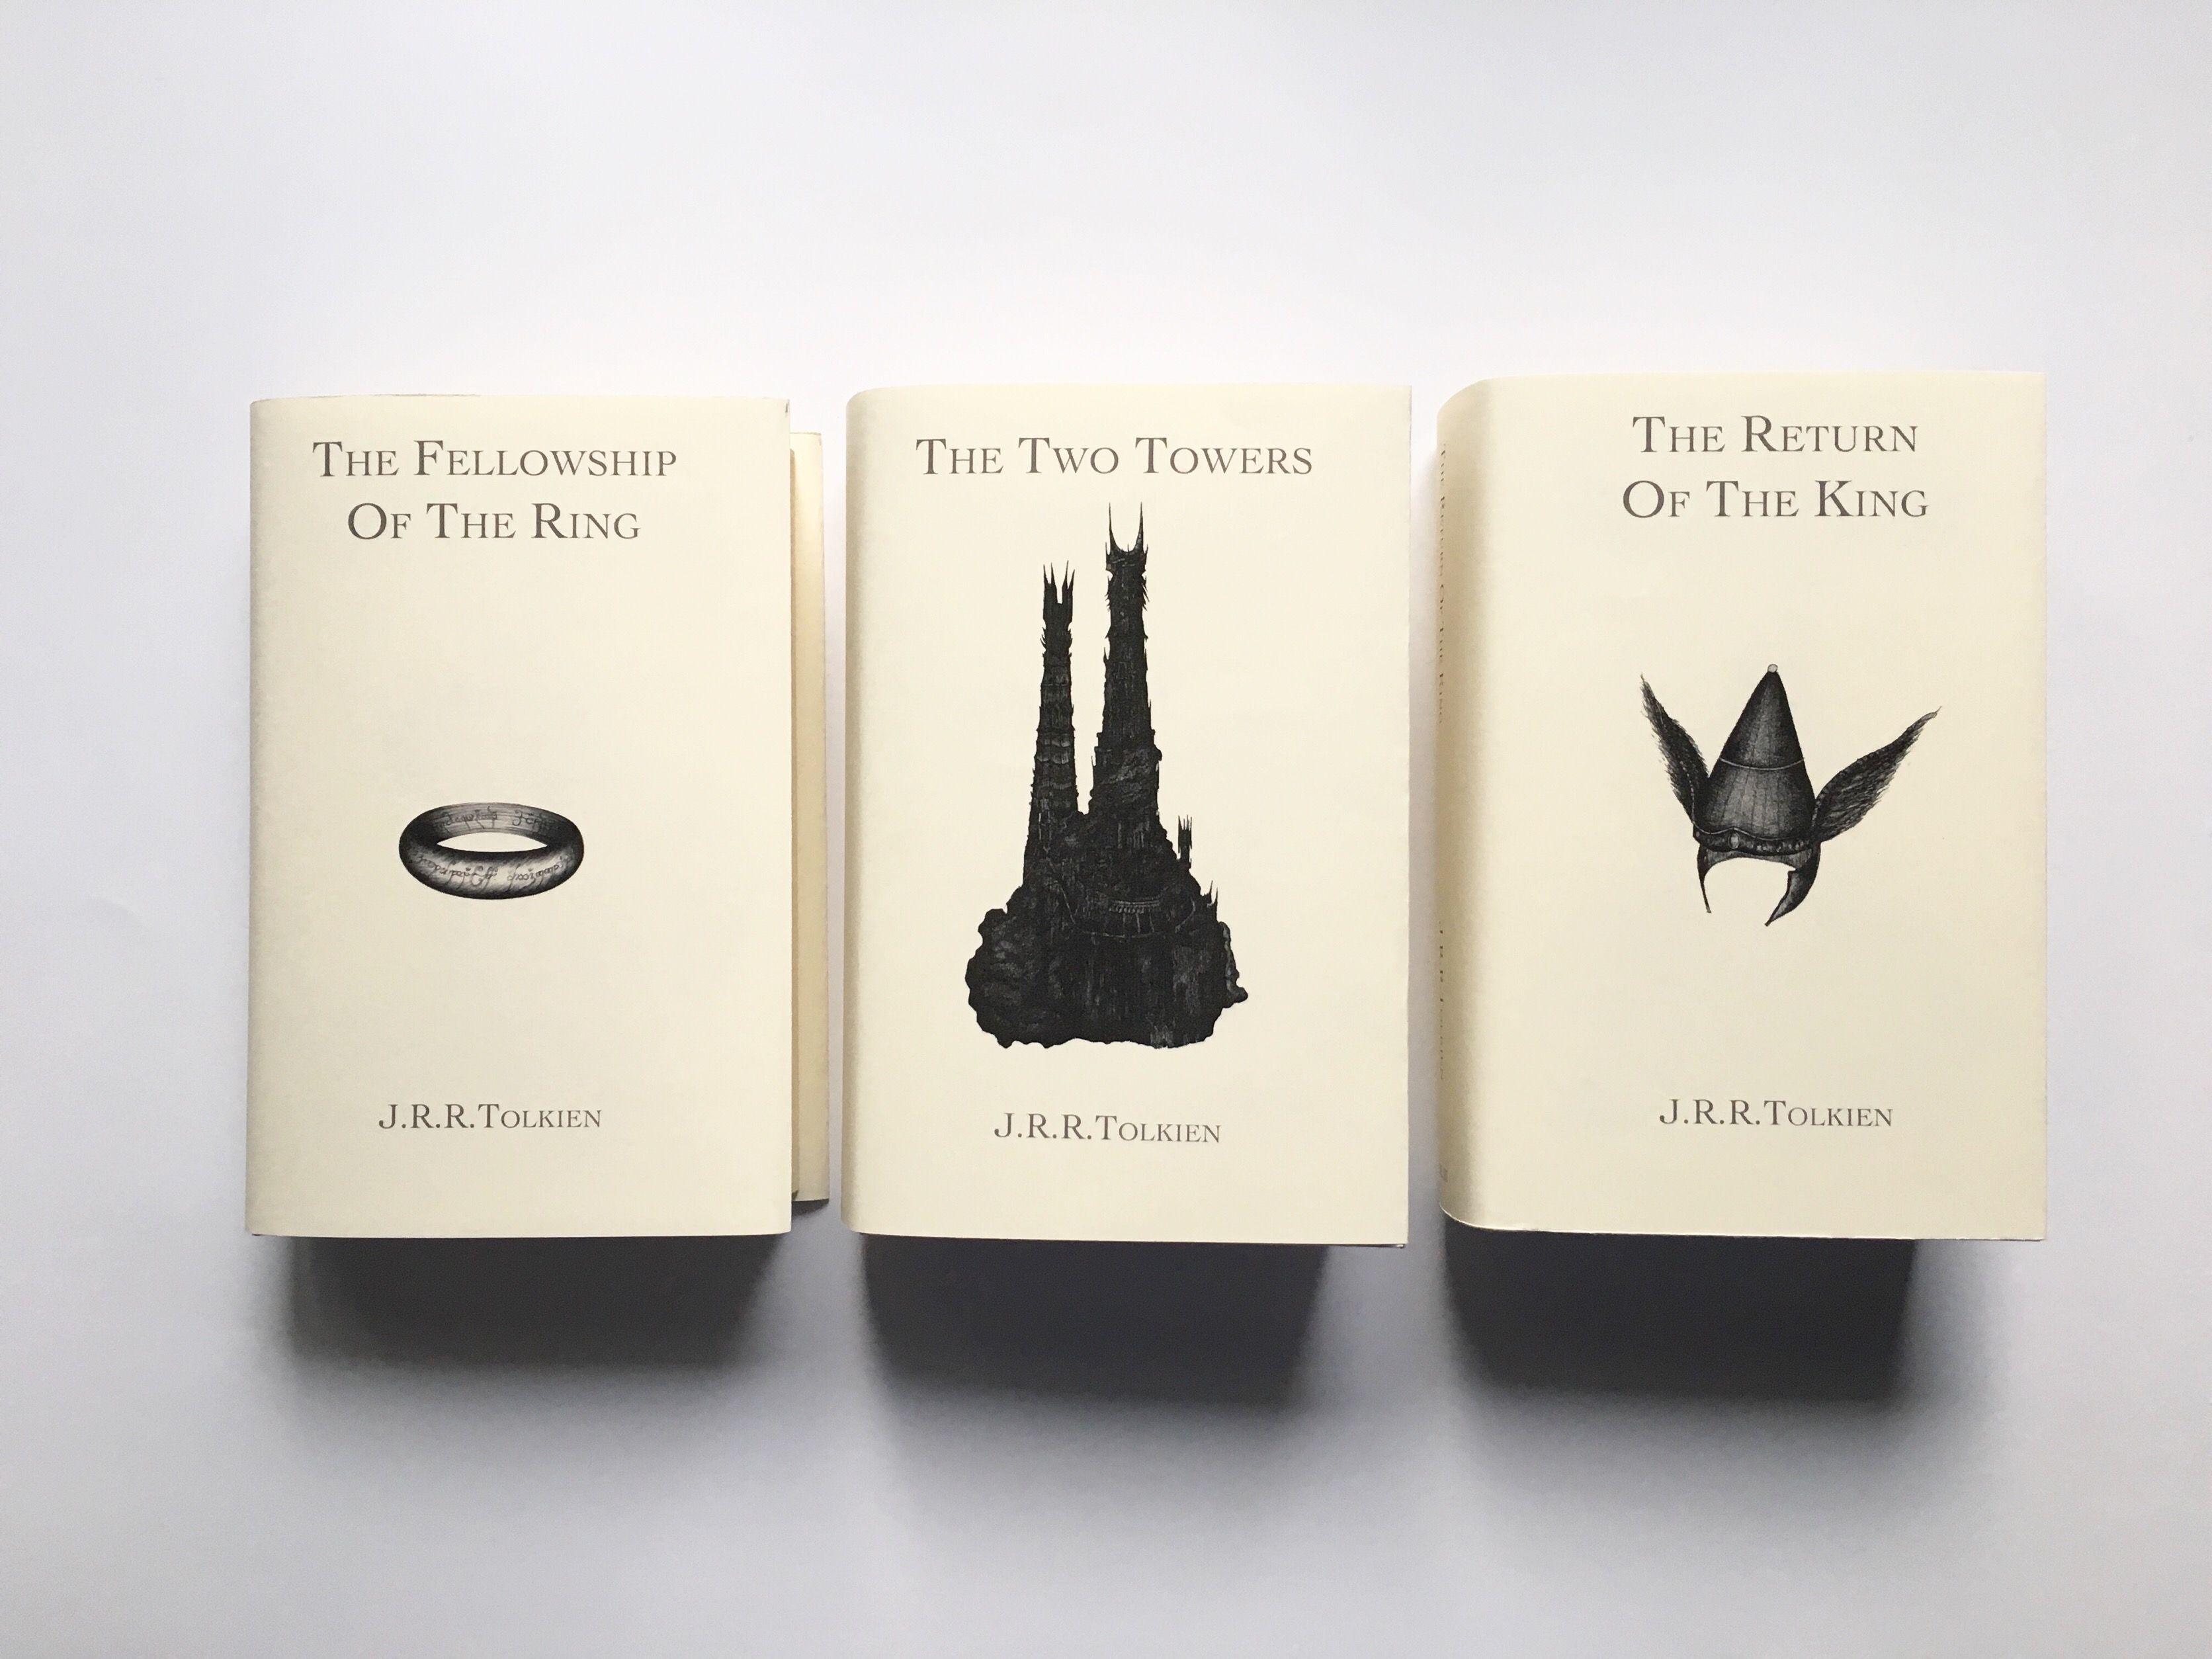 The Fellowship
Of The Ring
J.R.R.Tolkien
The Two Towers
J.R.R.Tolkien
The Return
Of The King
J.R.R.Tolkien